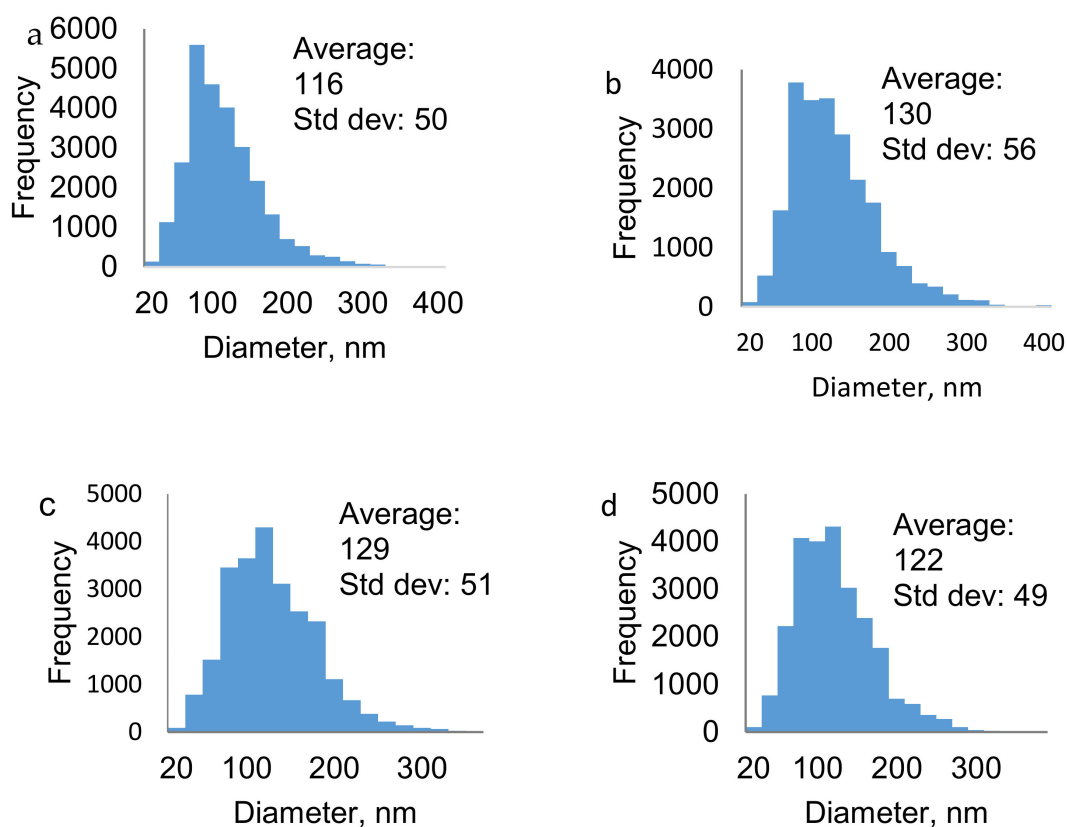 a
6000
5000
4000
3000
2000
1000
0
Frequency
Average:
116
Std dev: 50
20 100 200 300 400
Diameter, nm
b
4000
3000
2000
1000
0
Frequency
Average:
130
Std dev: 56
20 100 200 300 400
Diameter, nm
c
5000
4000
3000
2000
1000
0
Frequency
Average:
129
Std dev: 51
20 100 200 300
Diameter, nm
d
5000
4000
3000
2000
1000
0
Frequency
Average:
122
Std dev: 49
20 100 200 300
Diameter, nm